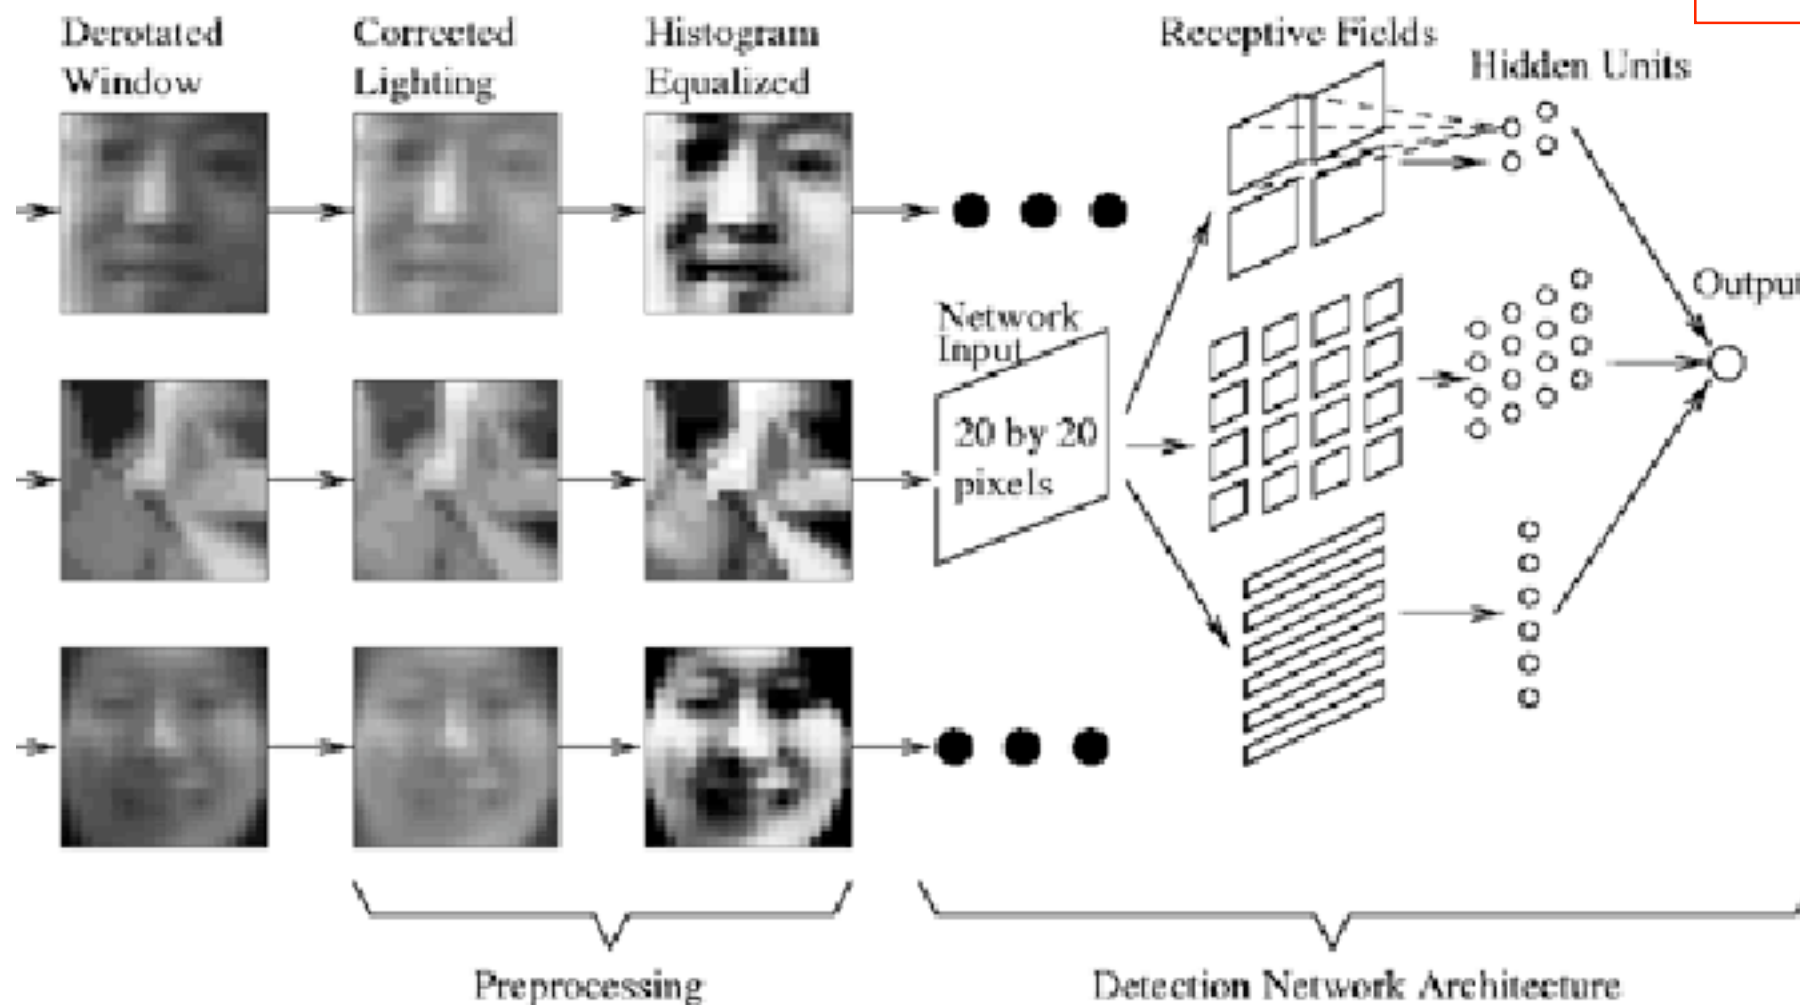 Derotated
Window
Corrected
Lighting
Histogram
Equalized
Receptive Fields
Hidden Units
Network
Input
20 by 20
pixels
Output
Preprocessing
Detection Network Architecture